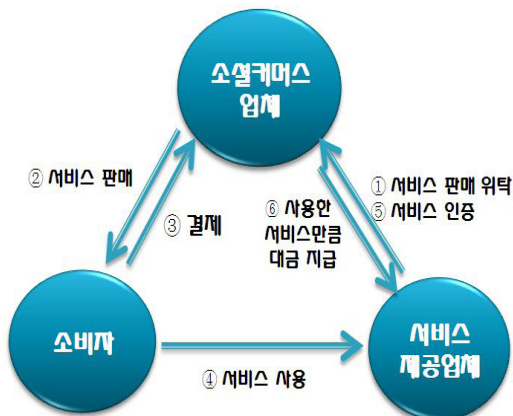 소셜커머스
업체
② 서비스 판매
③ 결제
① 서비스 판매 위탁
⑤ 서비스 인증
⑥ 사용한
서비스만큼
대금 지급
소비자
④ 서비스 사용
서비스
제공업체